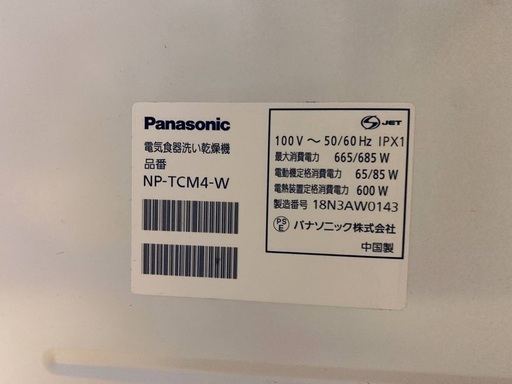 Panasonic
電気食器洗い乾燥機
品番
NP-TCM4-W
JET
100V～50/60Hz IPX1
最大消費電力 665/685 W
電動機定格消費電力 65/85 W
電熱装置定格消費電力 600 W
製造番号 18N3AW0143
PSE パナソニック株式会社
中国製